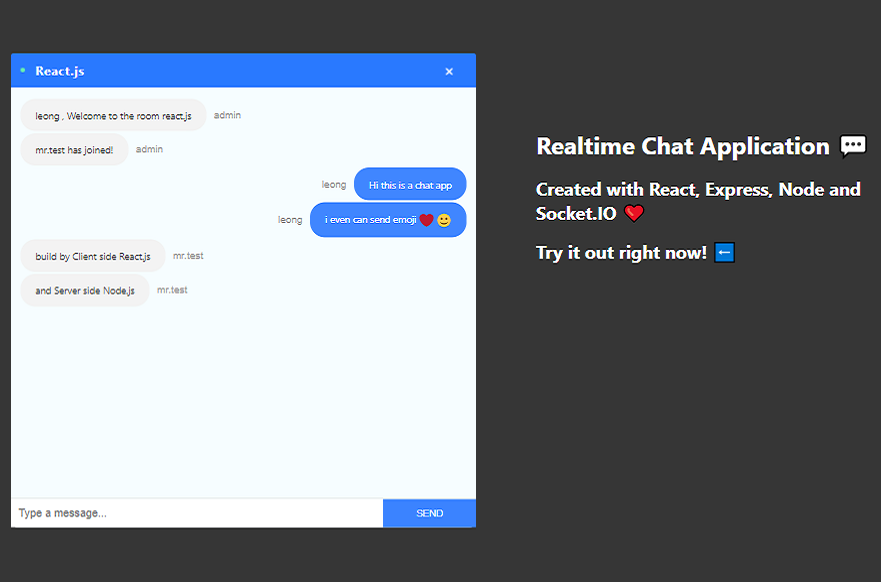 React.js ×
leong , Welcome to the room react.js admin
mr.test has joined! admin
leong Hi this is a chat app
leong i even can send emoji ❤️ 🙂
build by Client side React.js mr.test
and Server side Node.js mr.test
Type a message... SEND
Realtime Chat Application 💬
Created with React, Express, Node and
Socket.IO ❤️
Try it out right now! ⬅️